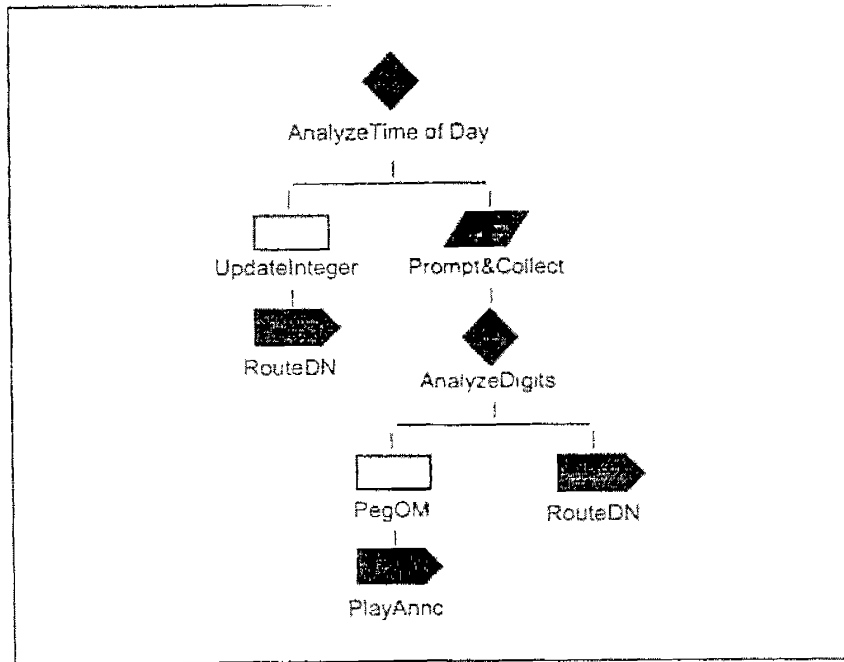 AnalyzeTime of Day
UpdateInteger
Prompt&Collect
RouteDN
AnalyzeDigits
PegOM
RouteDN
PlayAnnc